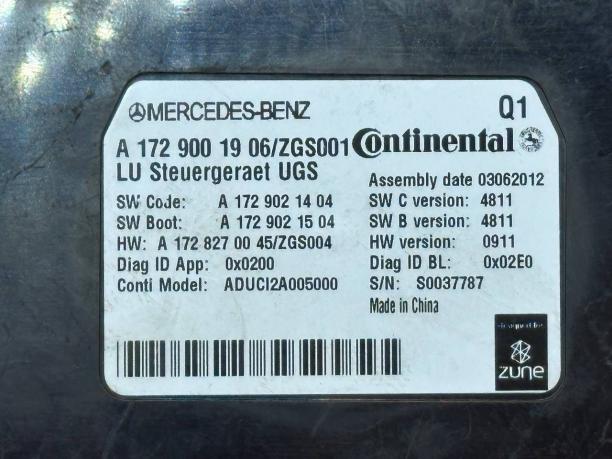 MERCEDES-BENZ
Q1
A 172 900 19 06/ZGS001
Continental
LU Steuergeraet UGS
Assembly date 03062012
SW Code: A 172 902 14 04
SW C version: 4811
SW Boot: A 172 902 15 04
SW B version: 4811
HW: A 172 827 00 45/ZGS004
HW version: 0911
Diag ID App: 0x0200
Diag ID BL: 0x02E0
Conti Model: ADUCI2A005000
S/N: S0037787
Made in China
designed for
zune